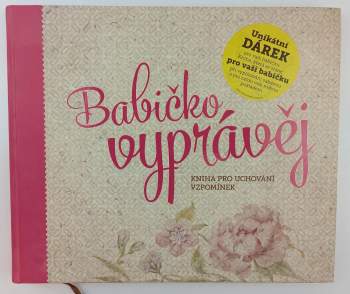 Unikátní
DÁREK
pro vaši babičku
Babičko
vyprávěj
KNIHA PRO UCHOVÁNÍ
VZPOMÍNEK